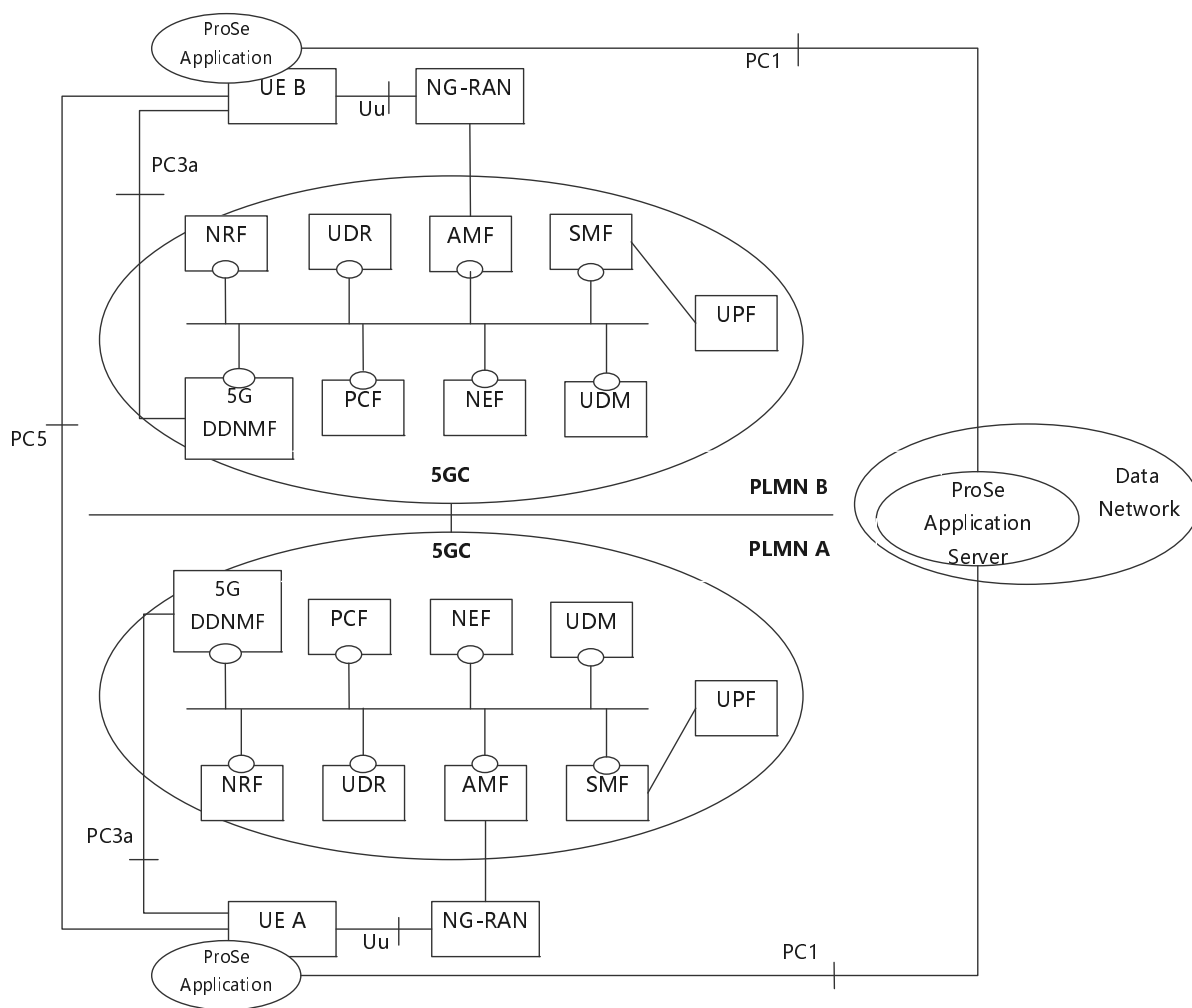 ProSe
Application
PC1
UE B
NG-RAN
Uu
PC3a
NRF
UDR
AMF
SMF
UPF
5G
DDNMF
PCF
NEF
UDM
PC5
5GC
PLMN B
Data
Network
ProSe
Application
Server
5GC
PLMN A
5G
DDNMF
PCF
NEF
UDM
UPF
NRF
UDR
AMF
SMF
PC3a
UE A
NG-RAN
Uu
ProSe
Application
PC1